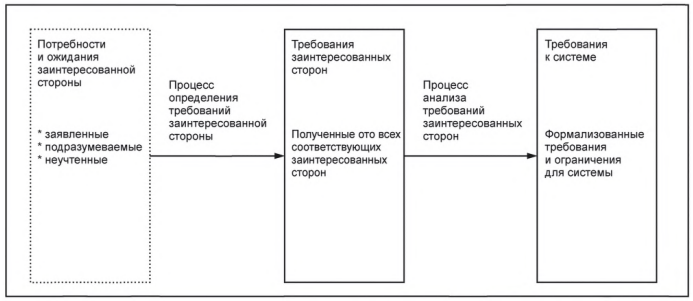 Потребности
и ожидания
заинтересованной
стороны
* заявленные
* подразумеваемые
* неучтенные
Процесс
определения
требований
заинтересованной
стороны
Требования
заинтересованных
сторон
Полученные ото всех
соответствующих
заинтересованных
сторон
Процесс
анализа
требований
заинтересованных
сторон
Требования
к системе
Формализованные
требования
и ограничения
для системы